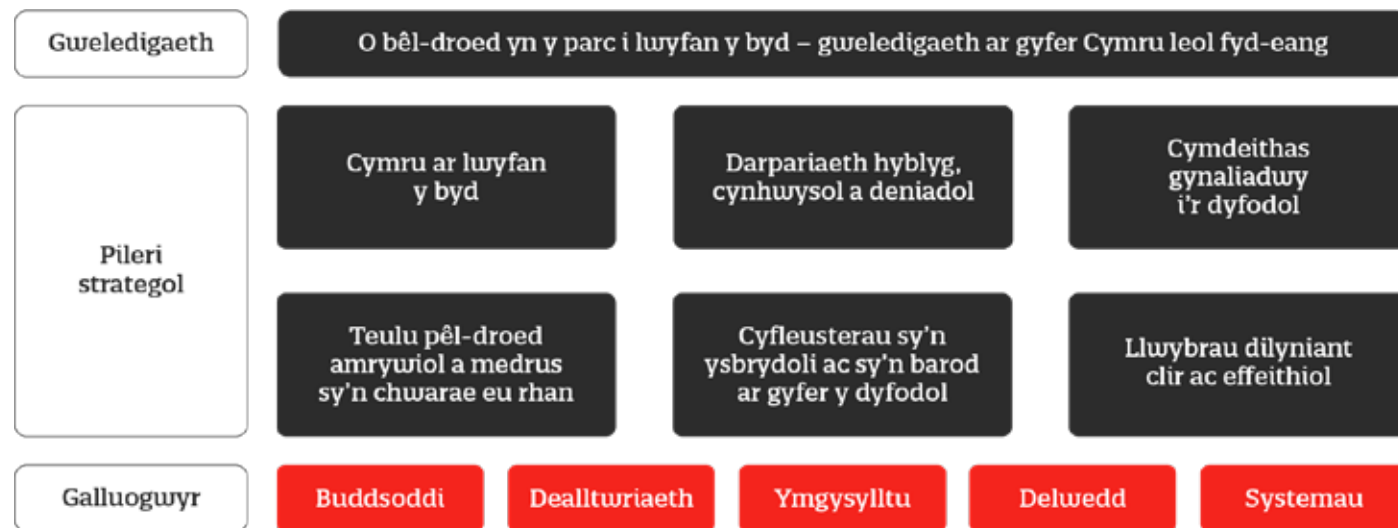 Gweledigaeth
O bêl-droed yn y parc i lwyfan y byd – gweledigaeth ar gyfer Cymru leol fyd-eang
Pileri
strategol
Cymru ar lwyfan
y byd
Darpariaeth hyblyg,
cynhwysol a deniadol
Cymdeithas
gynaliadwy
i'r dyfodol
Teulu pêl-droed
amrywiol a medrus
sy'n chwarae eu rhan
Cyfleusterau sy'n
ysbrydoli ac sy'n barod
ar gyfer y dyfodol
Llwybrau dilyniant
clir ac effeithiol
Galluogwyr
Buddsoddi
Dealltwriaeth
Ymgysylltu
Delwedd
Systemau